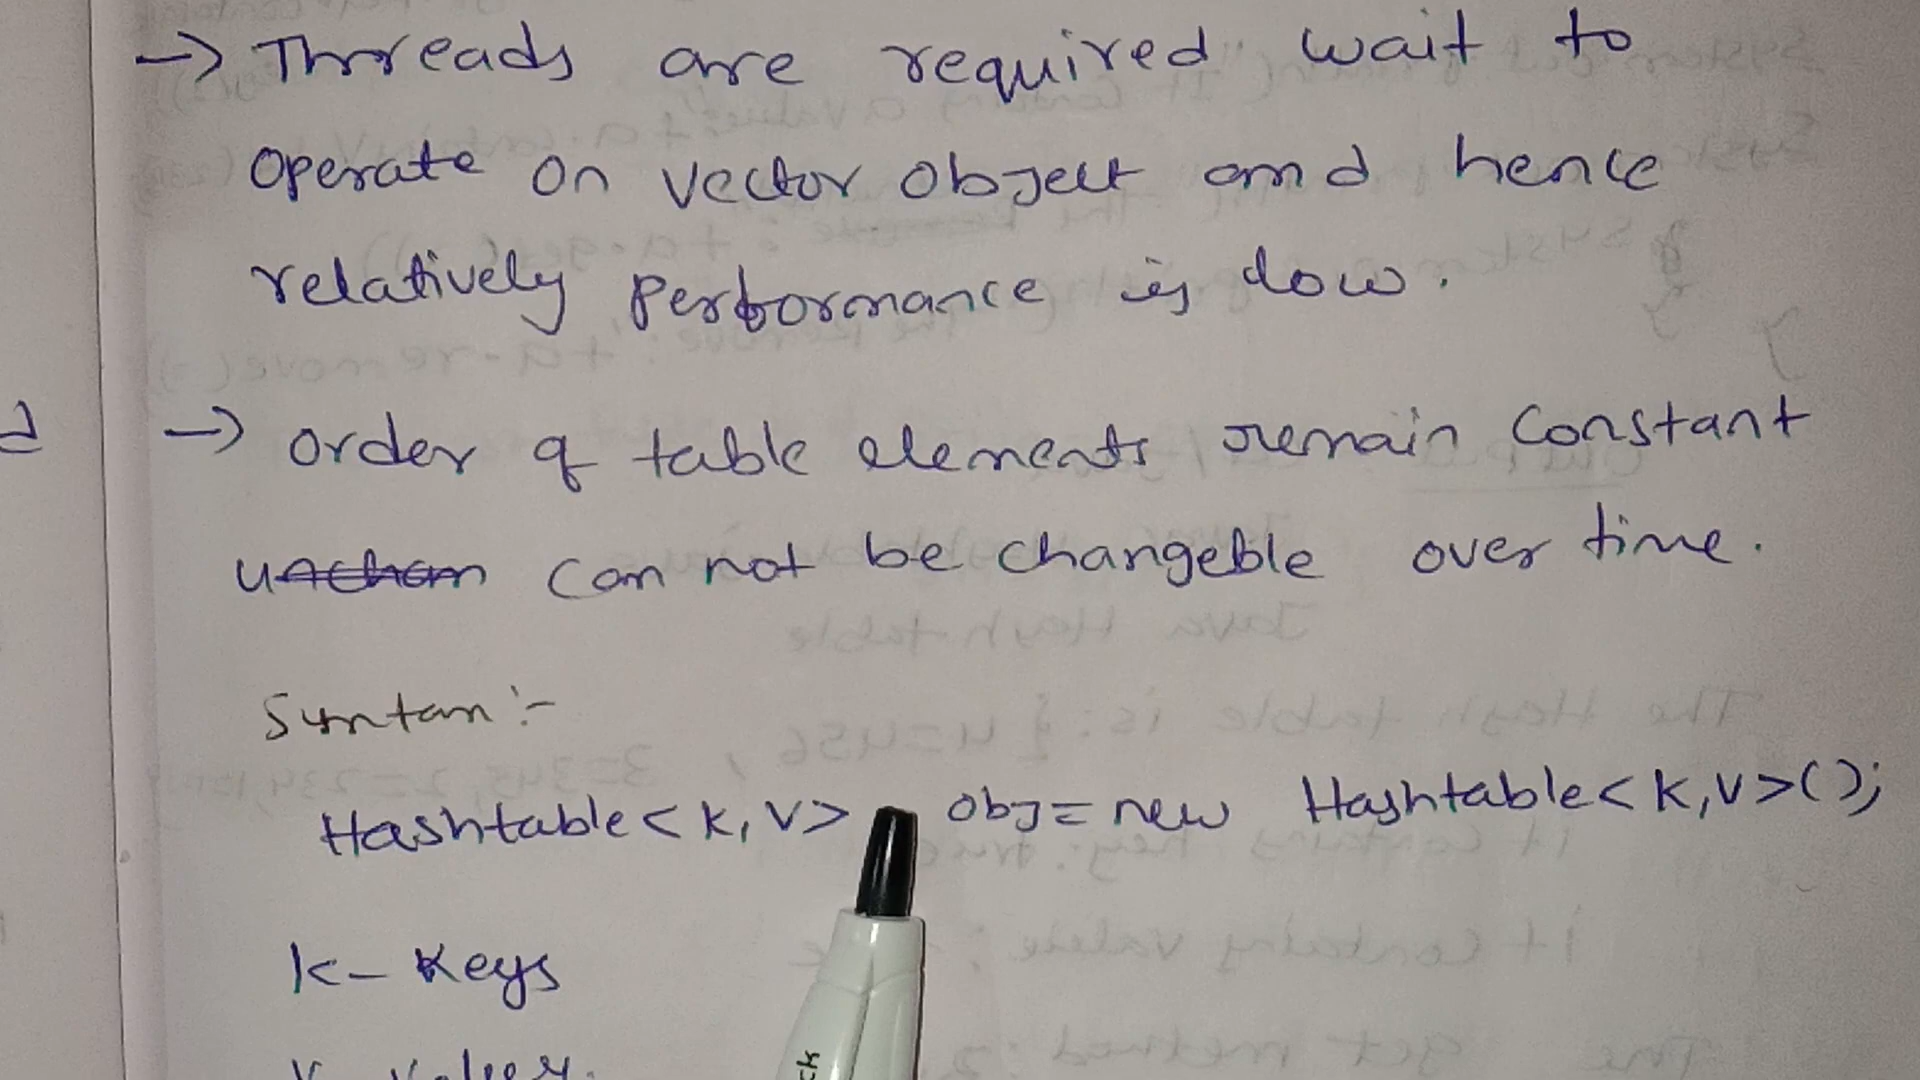 → Threads are required wait to
operate on vector object and hence
relatively performance is low.
→ order of table elements remain constant
can not be changeble over time.
Syntax :-
Hashtable<K,V> obj = new Hashtable<K,V>();
K - Keys
V - Values.